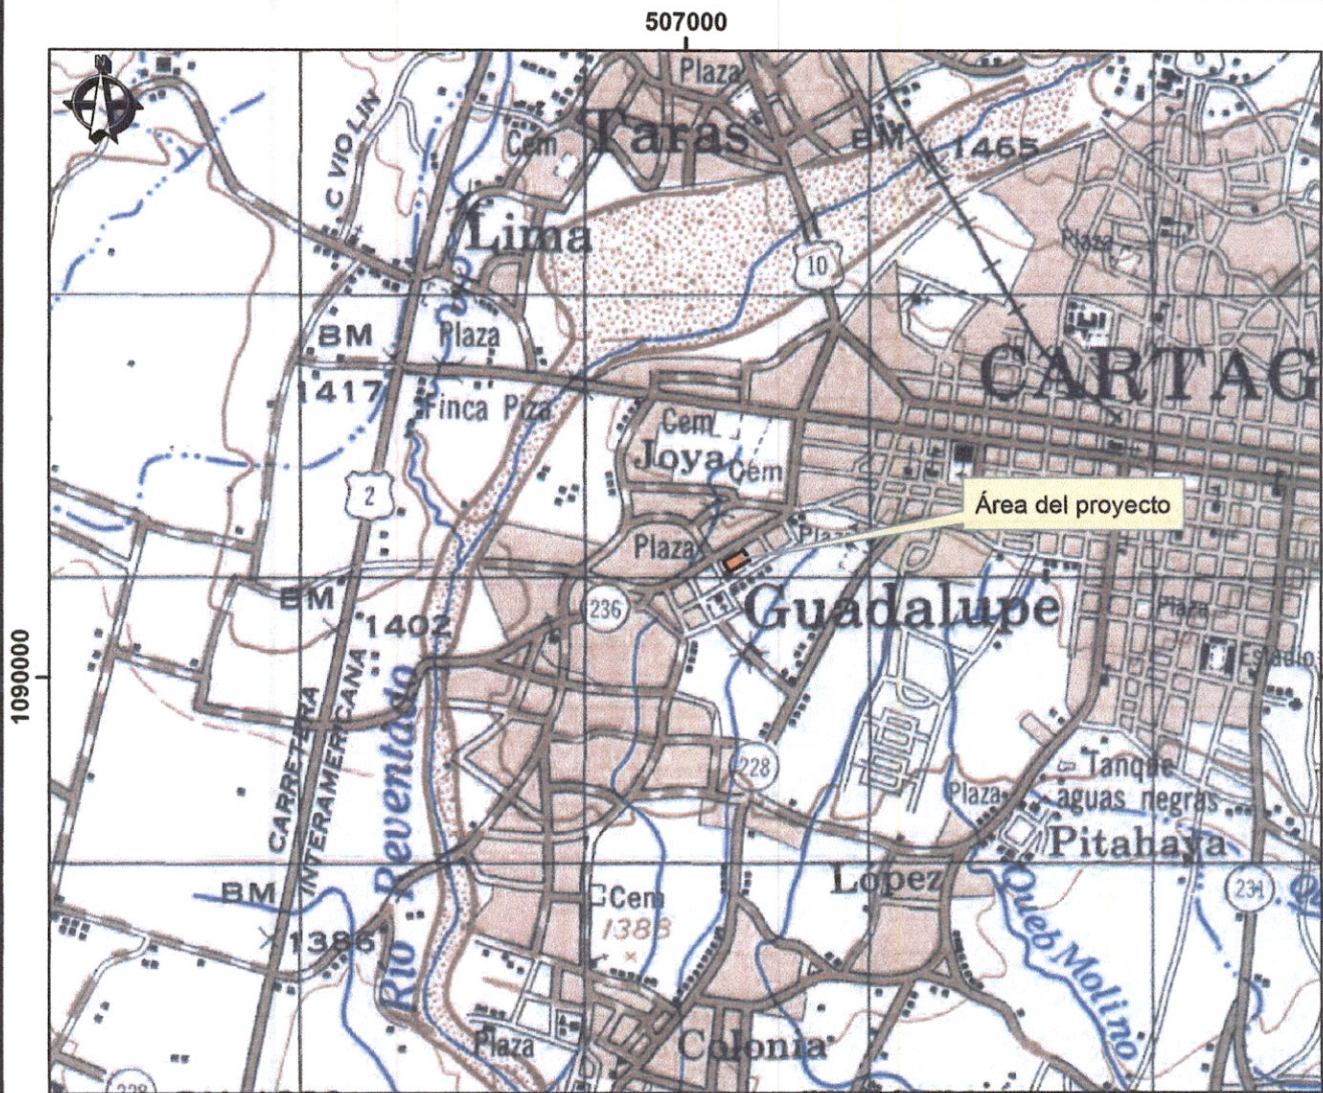 507000
N
Plaza
Taras
BM
1465
Cem
C VIOLIN
Lima
10
Plaza
BM
Plaza
CARTAG
1417
Finca Piza
Cem
Joya
Cem
2
Área del proyecto
Plaza
Plaza
BM
236
Guadalupe
Plaza
1402
Estadio
1090000
CARRETERA
INTERAMERICANA
Río Reventado
228
Tanque
aguas negras
Plaza
Pitahaya
BM
Lopez
231
Cem
1388
1386
Queb Molino
Plaza
Colonia